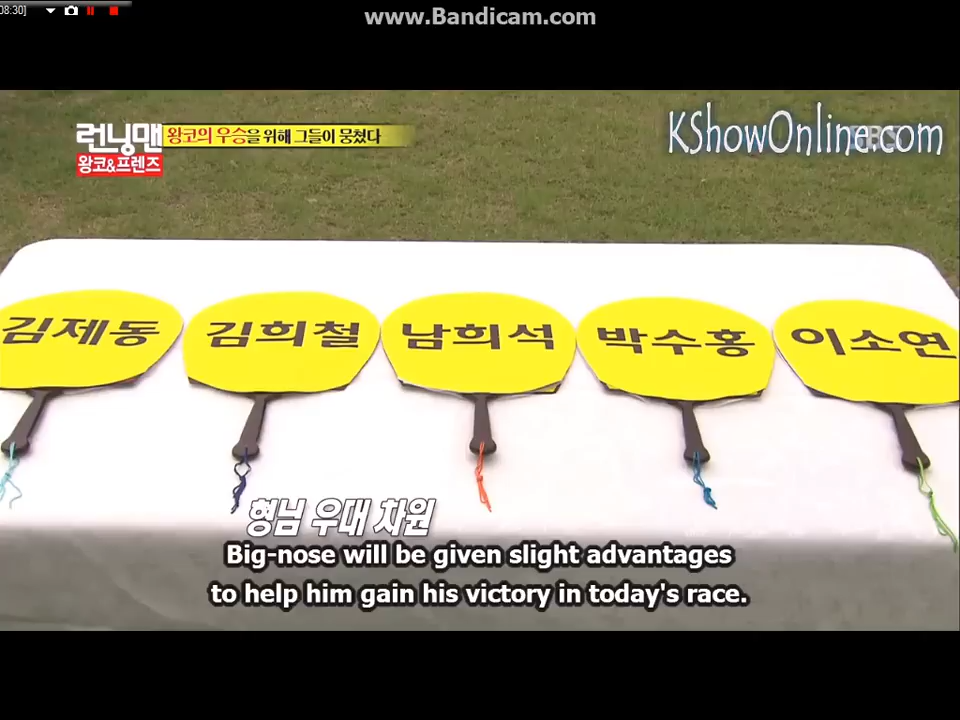 08:30]
www.Bandicam.com
런닝맨
왕코&프렌즈
왕코의 우승을 위해 그들이 뭉쳤다
KShowOnline.com
SBS
김제동
김희철
남희석
박수홍
이소연
형님 우대 차원
Big-nose will be given slight advantages
to help him gain his victory in today's race.